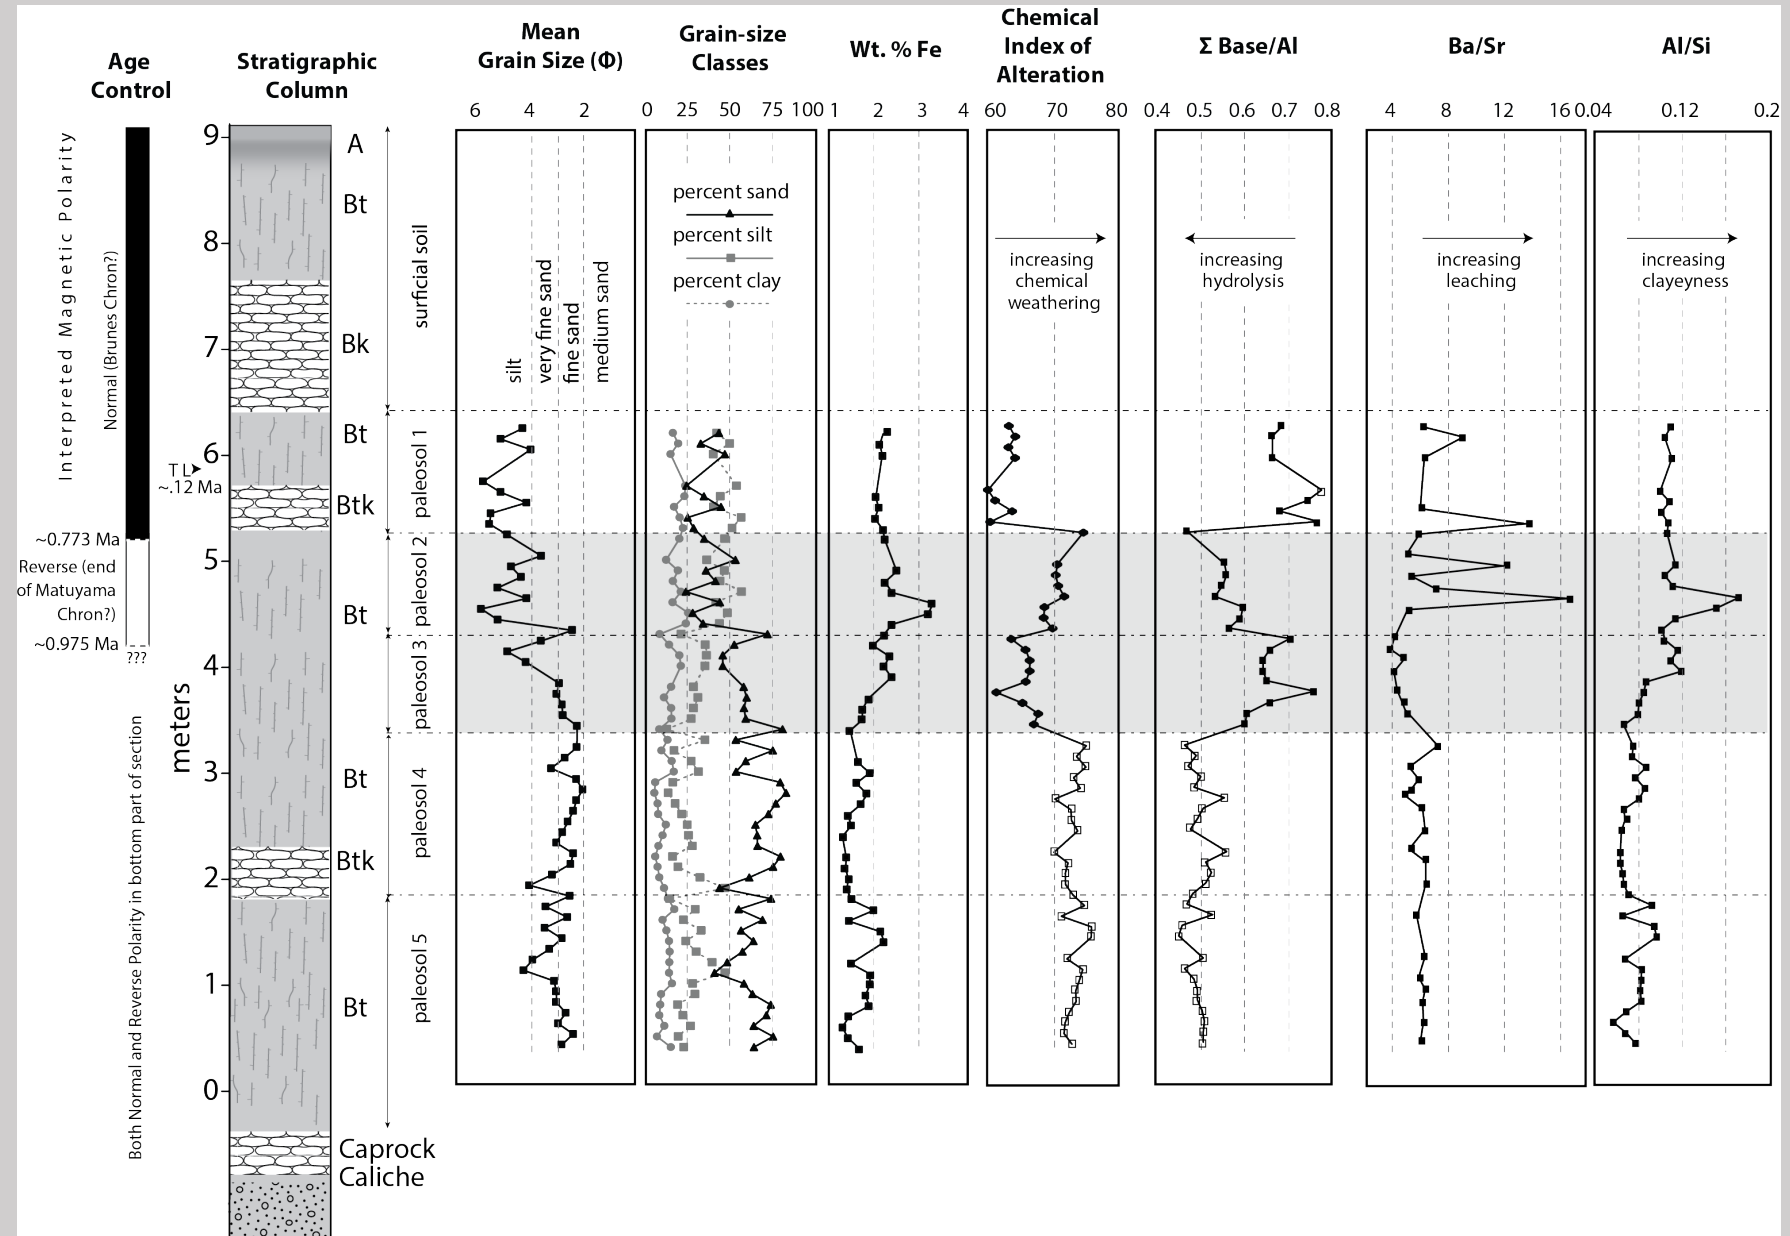 Age
Control
Stratigraphic
Column
Mean
Grain Size (Φ)
Grain-size
Classes
Wt. % Fe
Chemical
Index of
Alteration
Σ Base/Al
Ba/Sr
Al/Si
6 4 2
0 25 50 75 100
1 2 3 4
60 70 80
0.4 0.5 0.6 0.7 0.8
4 8 12 16
0.04 0.12 0.2
Interpreted Magnetic Polarity
Normal (Brunes Chron?)
TL
~.12 Ma
~0.773 Ma
Reverse (end
of Matuyama
Chron?)
~0.975 Ma
???
Both Normal and Reverse Polarity in bottom part of section
meters
9
8
7
6
5
4
3
2
1
0
A
Bt
Bk
Bt
Btk
Bt
Bt
Btk
Bt
Caprock
Caliche
surficial soil
paleosol 1
paleosol 2
paleosol 3
paleosol 4
paleosol 5
silt
very fine sand
fine sand
medium sand
percent sand
percent silt
percent clay
increasing
chemical
weathering
increasing
hydrolysis
increasing
leaching
increasing
clayeyness